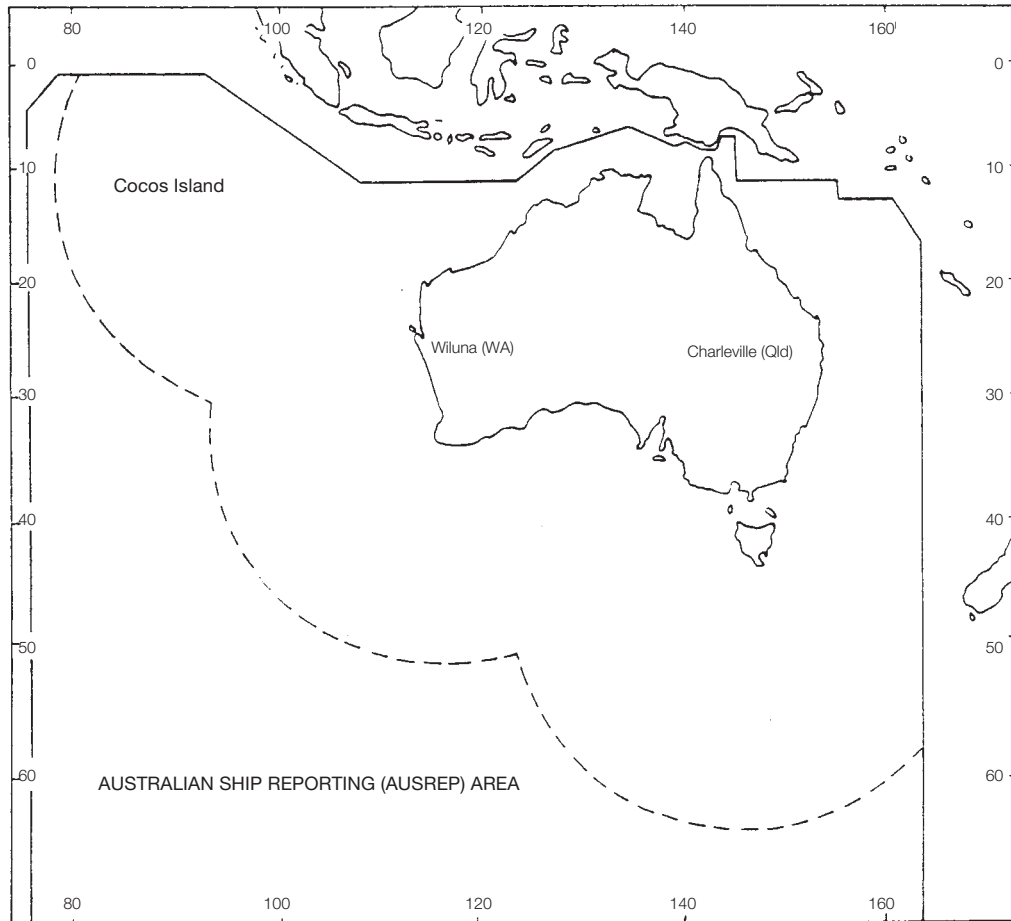 80 100 120 140 160
0 0
10 10
Cocos Island
20 20
Wiluna (WA) Charleville (Qld)
30 30
40 40
50 50
AUSTRALIAN SHIP REPORTING (AUSREP) AREA
60 60
80 100 120 140 160